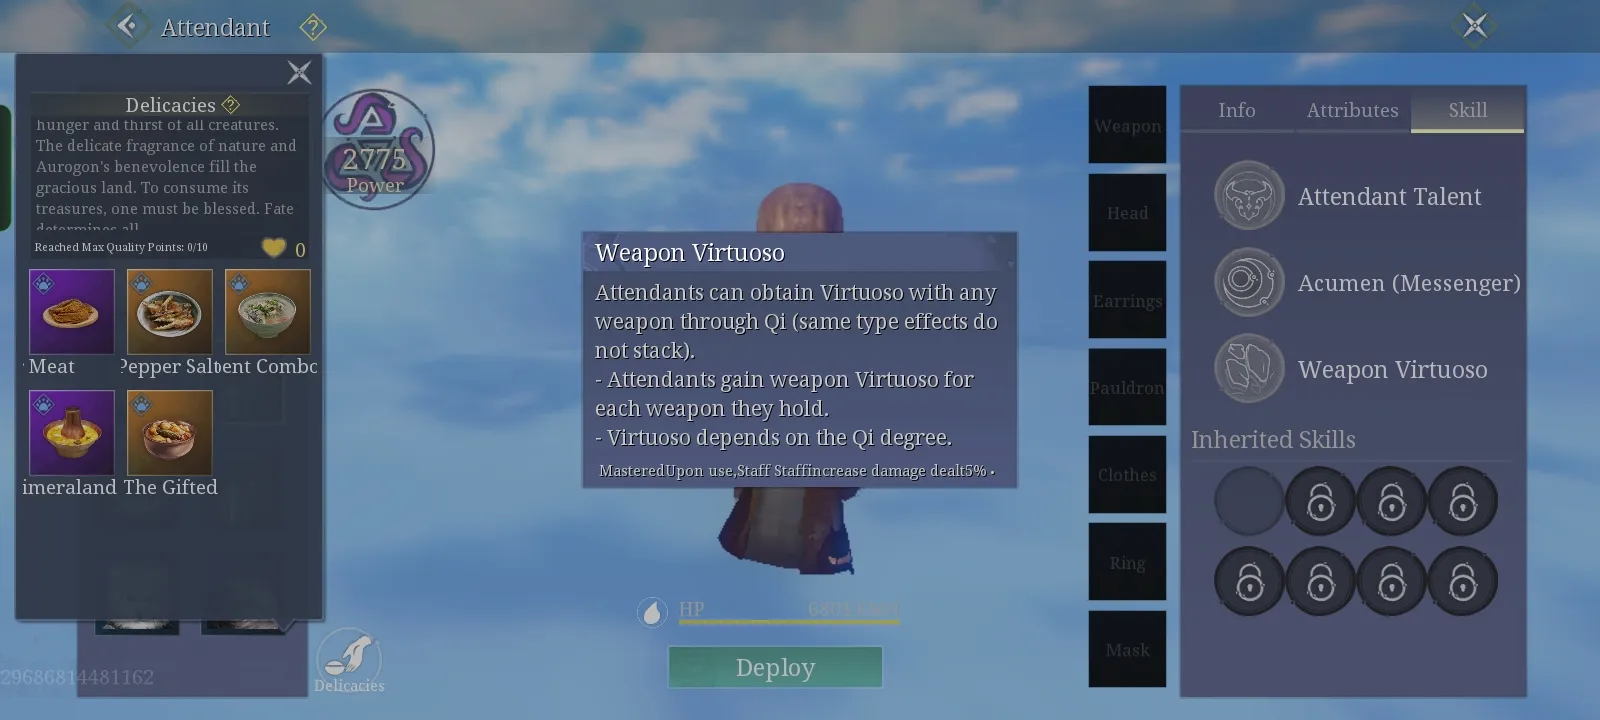 Attendant
?
Delicacies ?
hunger and thirst of all creatures.
The delicate fragrance of nature and
Aurogon's benevolence fill the
gracious land. To consume its
treasures, one must be blessed. Fate
determines all
Reached Max Quality Points: 0/10
0
Meat
Pepper Salt
ent Combo
imeraland
The Gifted
2775
Power
Weapon Virtuoso
Attendants can obtain Virtuoso with any
weapon through Qi (same type effects do
not stack).
- Attendants gain weapon Virtuoso for
each weapon they hold.
- Virtuoso depends on the Qi degree.
MasteredUpon use,Staff Staffincrease damage dealt5%
HP
Deploy
Delicacies
29686814481162
Weapon
Head
Earrings
Pauldron
Clothes
Ring
Mask
Info
Attributes
Skill
Attendant Talent
Acumen (Messenger)
Weapon Virtuoso
Inherited Skills